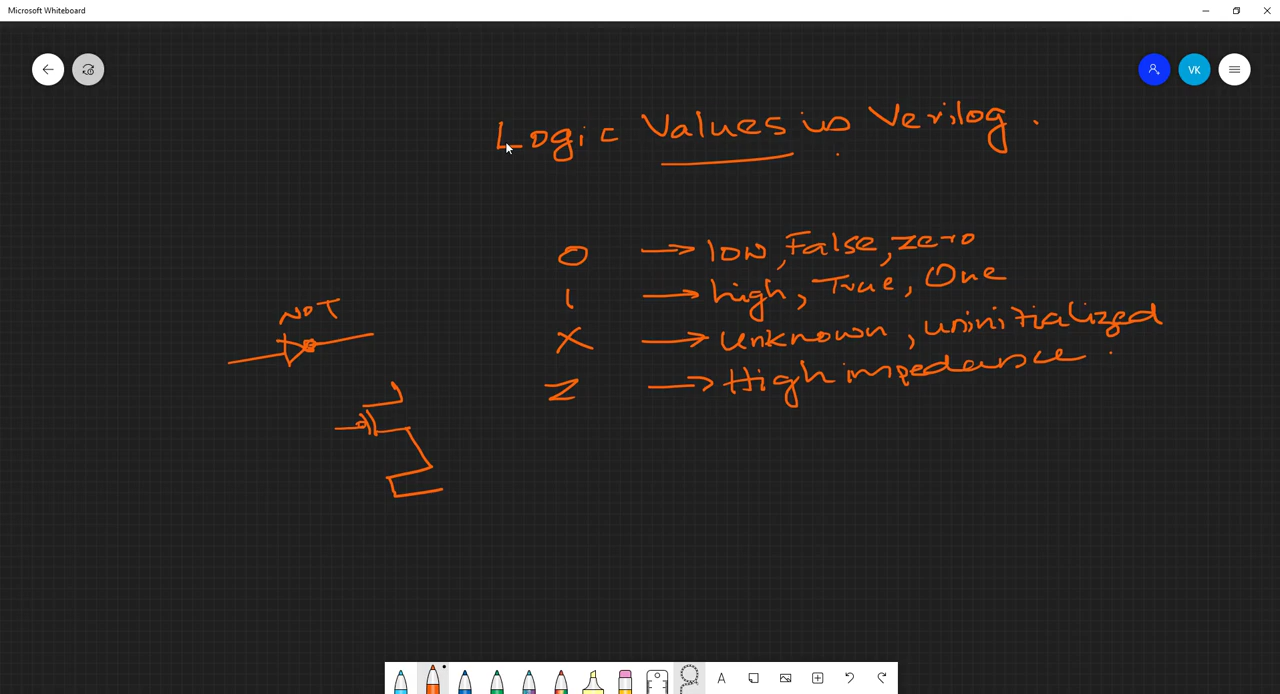 Microsoft Whiteboard
VK
Logic Values in Verilog.
0 → low, False, zero
1 → high, True, One
X → unknown, uninitialized
Z → High impedance.
NOT
A